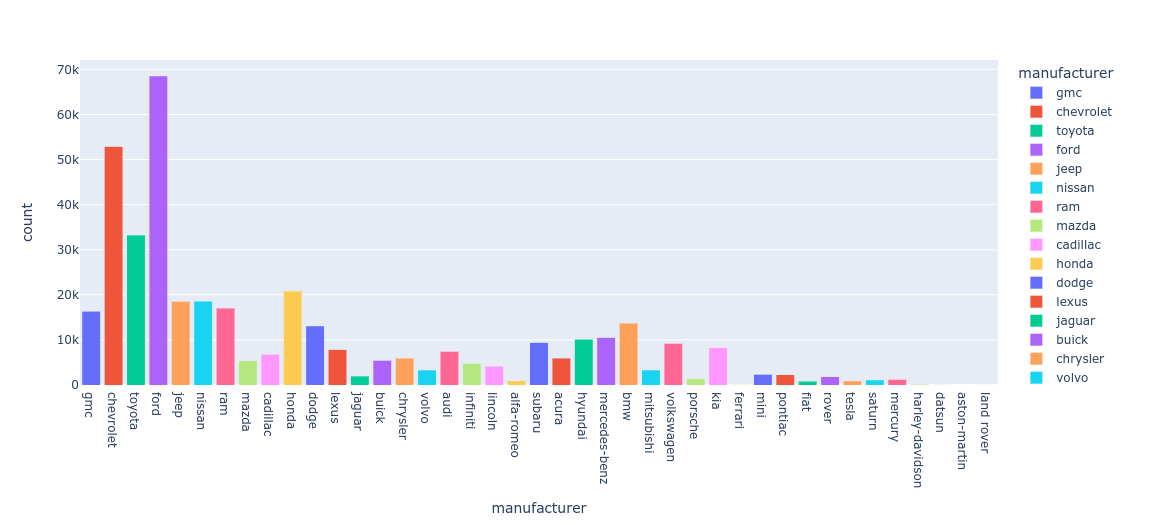 70k
60k
50k
40k
30k
20k
10k
0
count
gmc
chevrolet
toyota
ford
jeep
nissan
ram
mazda
cadillac
honda
dodge
lexus
jaguar
buick
chrysler
volvo
audi
infiniti
lincoln
alfa-romeo
subaru
acura
hyundai
mercedes-benz
bmw
mitsubishi
volkswagen
porsche
kia
ferrari
mini
pontiac
fiat
rover
tesla
saturn
mercury
harley-davidson
datsun
aston-martin
land rover
manufacturer
manufacturer
gmc
chevrolet
toyota
ford
jeep
nissan
ram
mazda
cadillac
honda
dodge
lexus
jaguar
buick
chrysler
volvo